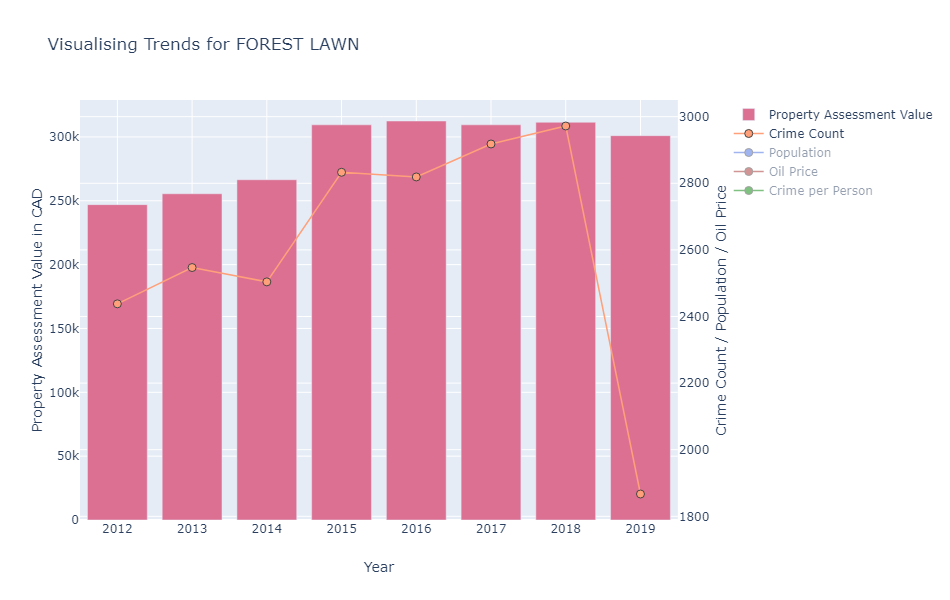 Visualising Trends for FOREST LAWN
Property Assessment Value
Crime Count
Population
Oil Price
Crime per Person
Property Assessment Value in CAD
300k
250k
200k
150k
100k
50k
0
3000
2800
2600
2400
2200
2000
1800
Crime Count / Population / Oil Price
2012 2013 2014 2015 2016 2017 2018 2019
Year